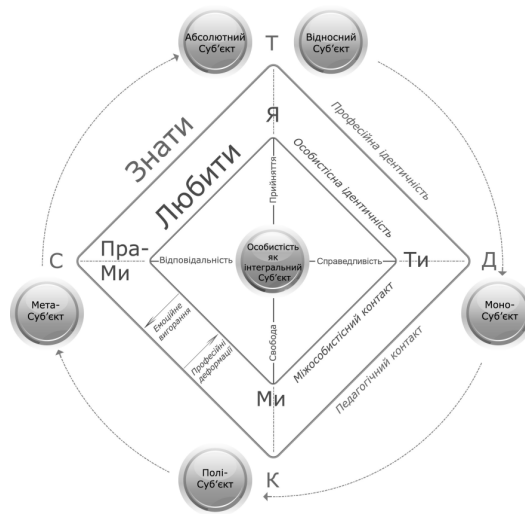 Абсолютний
Суб’єкт
Т
Відносний
Суб’єкт
Я
Знати
Любити
Прийняття
Особистісна ідентичність
Професійна ідентичність
С
Пра-
Ми
Відповідальність
Особистість
як
інтегральний
Суб’єкт
Справедливість
Ти
Д
Мета-
Суб’єкт
Моно-
Суб’єкт
Емоційне
вигорання
Професійні
деформації
Свобода
Міжособистісний контакт
Педагогічний контакт
Ми
Полі-
Суб’єкт
К